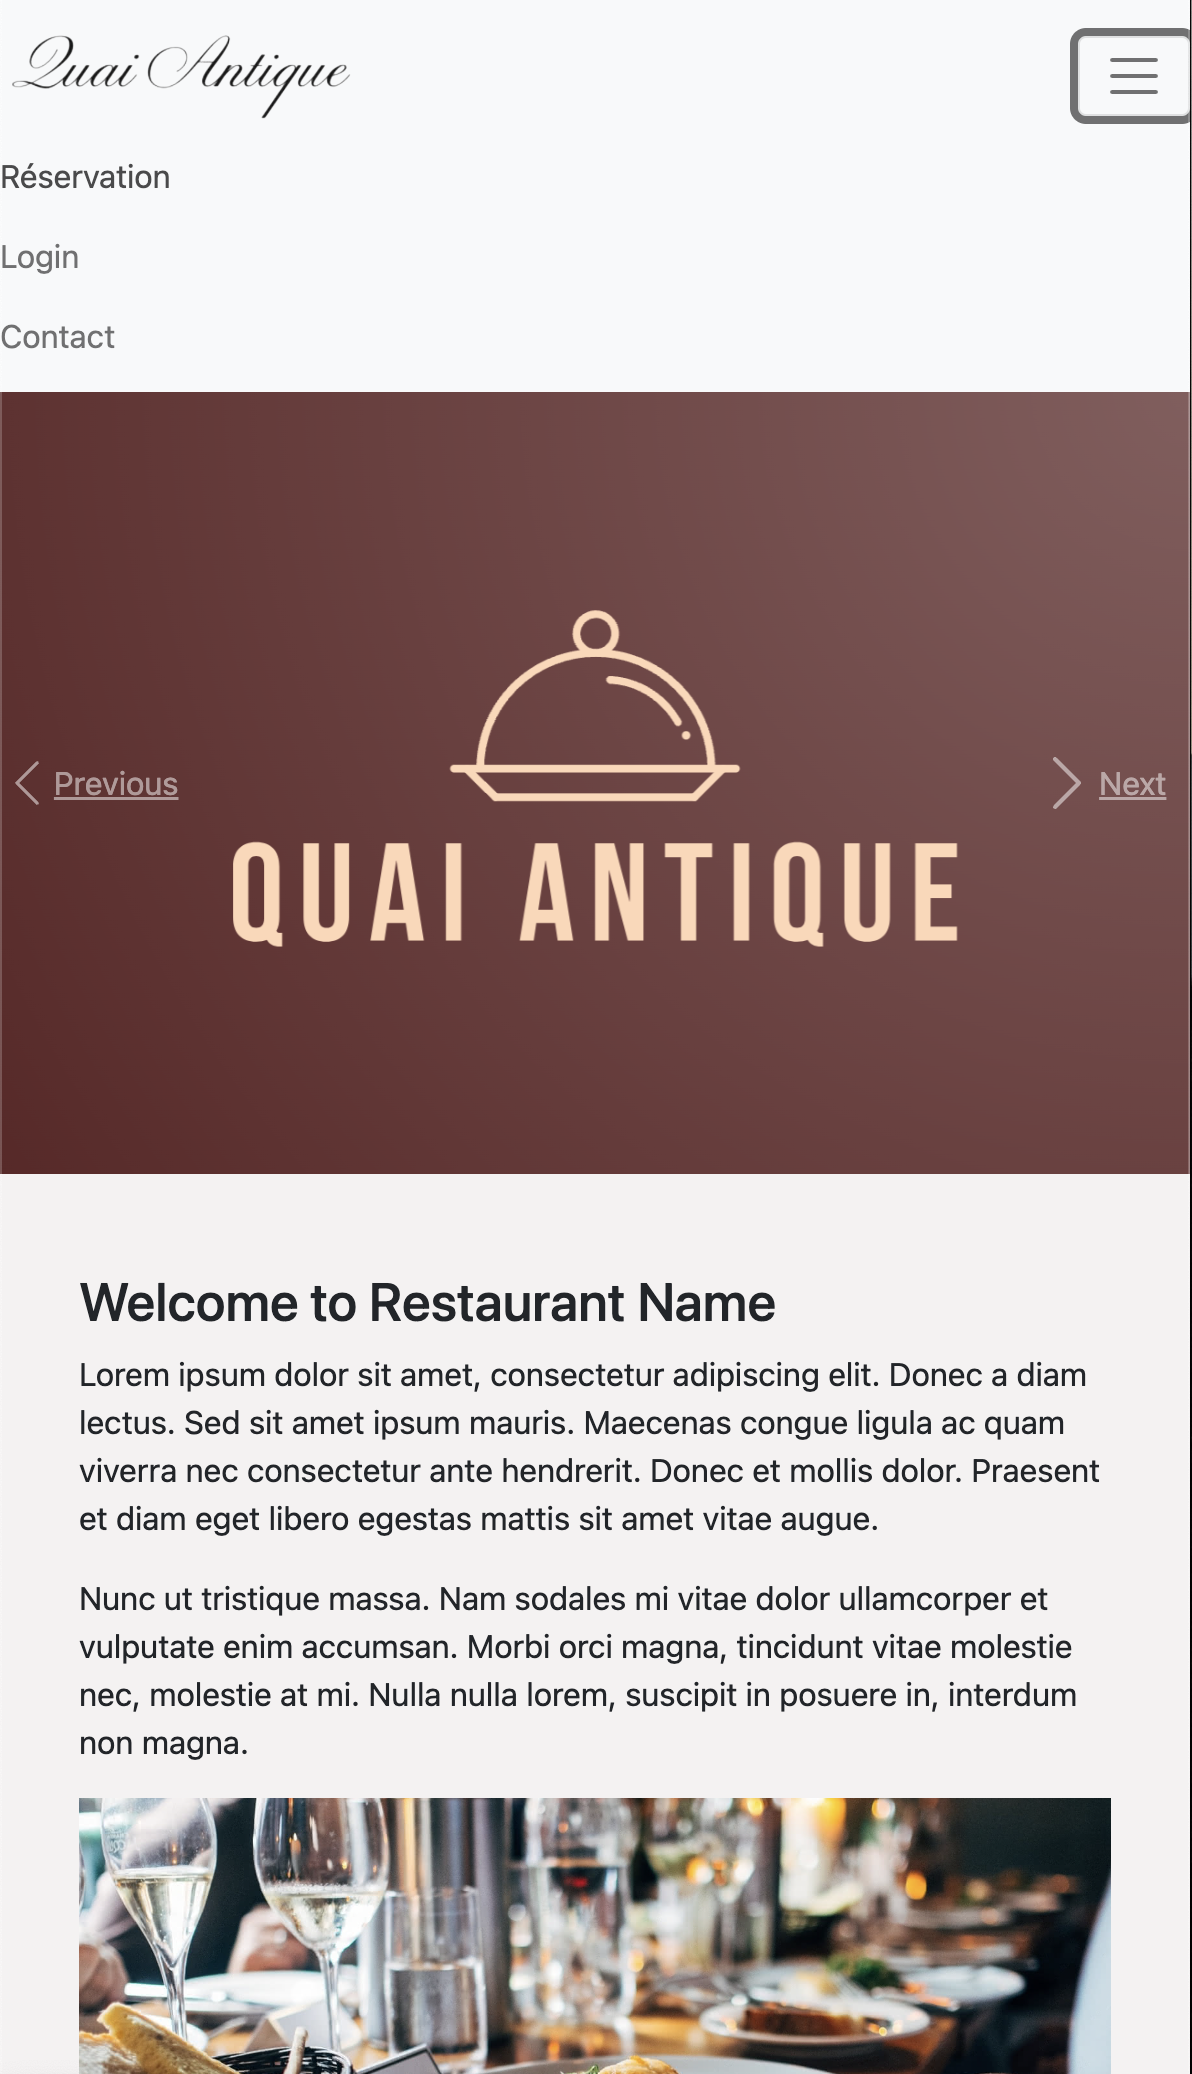 Quai Antique
Réservation
Login
Contact
Previous
Next
QUAI ANTIQUE
Welcome to Restaurant Name
Lorem ipsum dolor sit amet, consectetur adipiscing elit. Donec a diam
lectus. Sed sit amet ipsum mauris. Maecenas congue ligula ac quam
viverra nec consectetur ante hendrerit. Donec et mollis dolor. Praesent
et diam eget libero egestas mattis sit amet vitae augue.
Nunc ut tristique massa. Nam sodales mi vitae dolor ullamcorper et
vulputate enim accumsan. Morbi orci magna, tincidunt vitae molestie
nec, molestie at mi. Nulla nulla lorem, suscipit in posuere in, interdum
non magna.